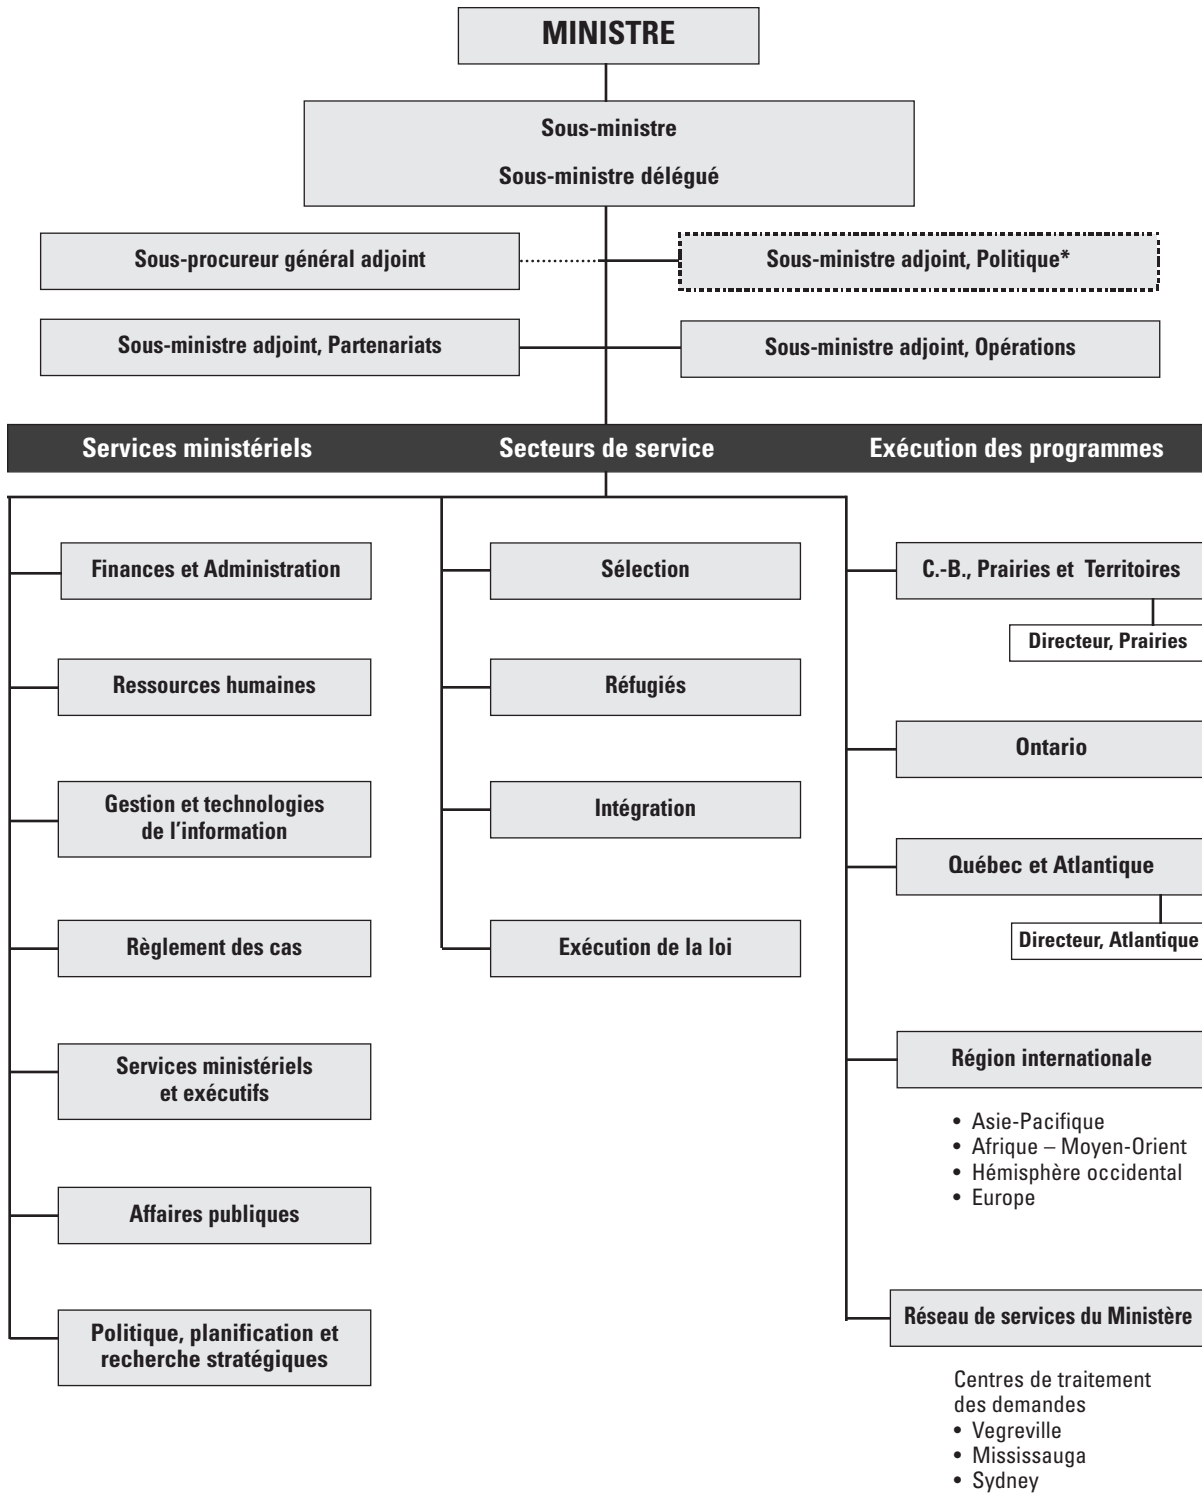 MINISTRE
Sous-ministre
Sous-ministre délégué
Sous-procureur général adjoint
Sous-ministre adjoint, Politique*
Sous-ministre adjoint, Partenariats
Sous-ministre adjoint, Opérations
Services ministériels
Secteurs de service
Exécution des programmes
Finances et Administration
Ressources humaines
Gestion et technologies
de l’information
Règlement des cas
Services ministériels
et exécutifs
Affaires publiques
Politique, planification et
recherche stratégiques
Sélection
Réfugiés
Intégration
Exécution de la loi
C.-B., Prairies et Territoires
Directeur, Prairies
Ontario
Québec et Atlantique
Directeur, Atlantique
Région internationale
• Asie-Pacifique
• Afrique – Moyen-Orient
• Hémisphère occidental
• Europe
Réseau de services du Ministère
Centres de traitement
des demandes
• Vegreville
• Mississauga
• Sydney